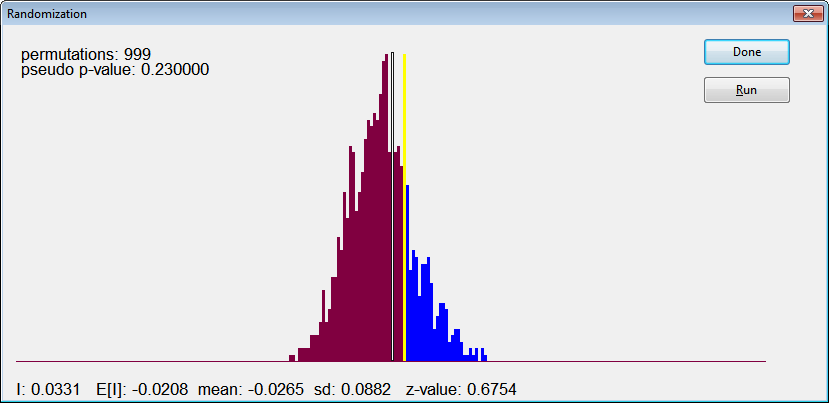 Randomization
permutations: 999
pseudo p-value: 0.230000
Done
Run
I: 0.0331 E[I]: -0.0208 mean: -0.0265 sd: 0.0882 z-value: 0.6754